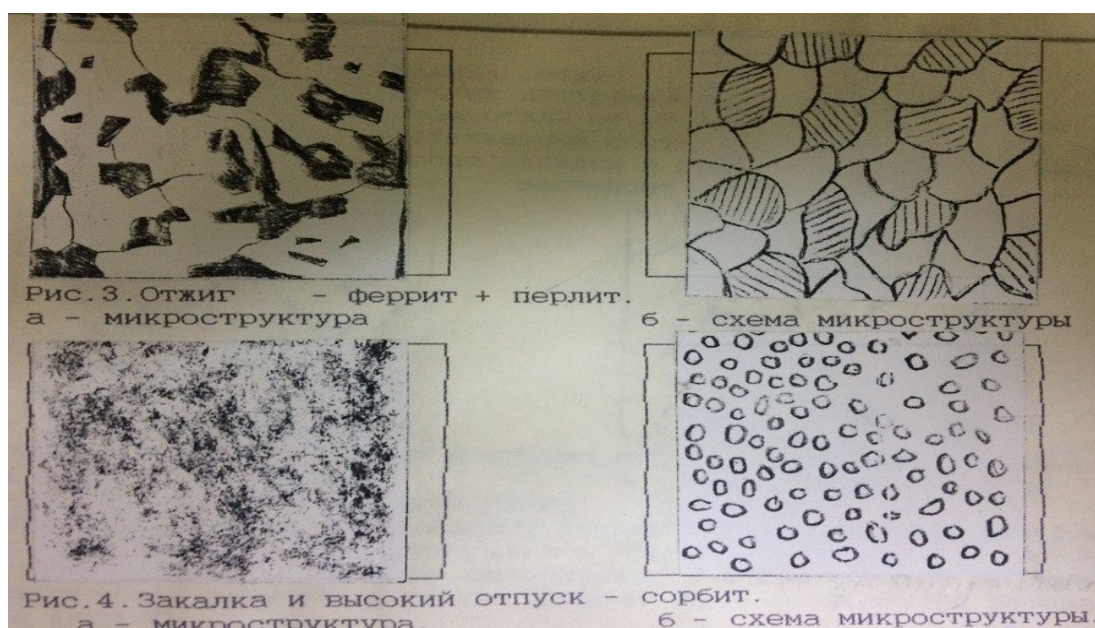 Рис.3.Отжиг - феррит + перлит.
а - микроструктура б - схема микроструктуры
Рис.4.Закалка и высокий отпуск - сорбит.
а - микроструктура. б - схема микроструктуры.